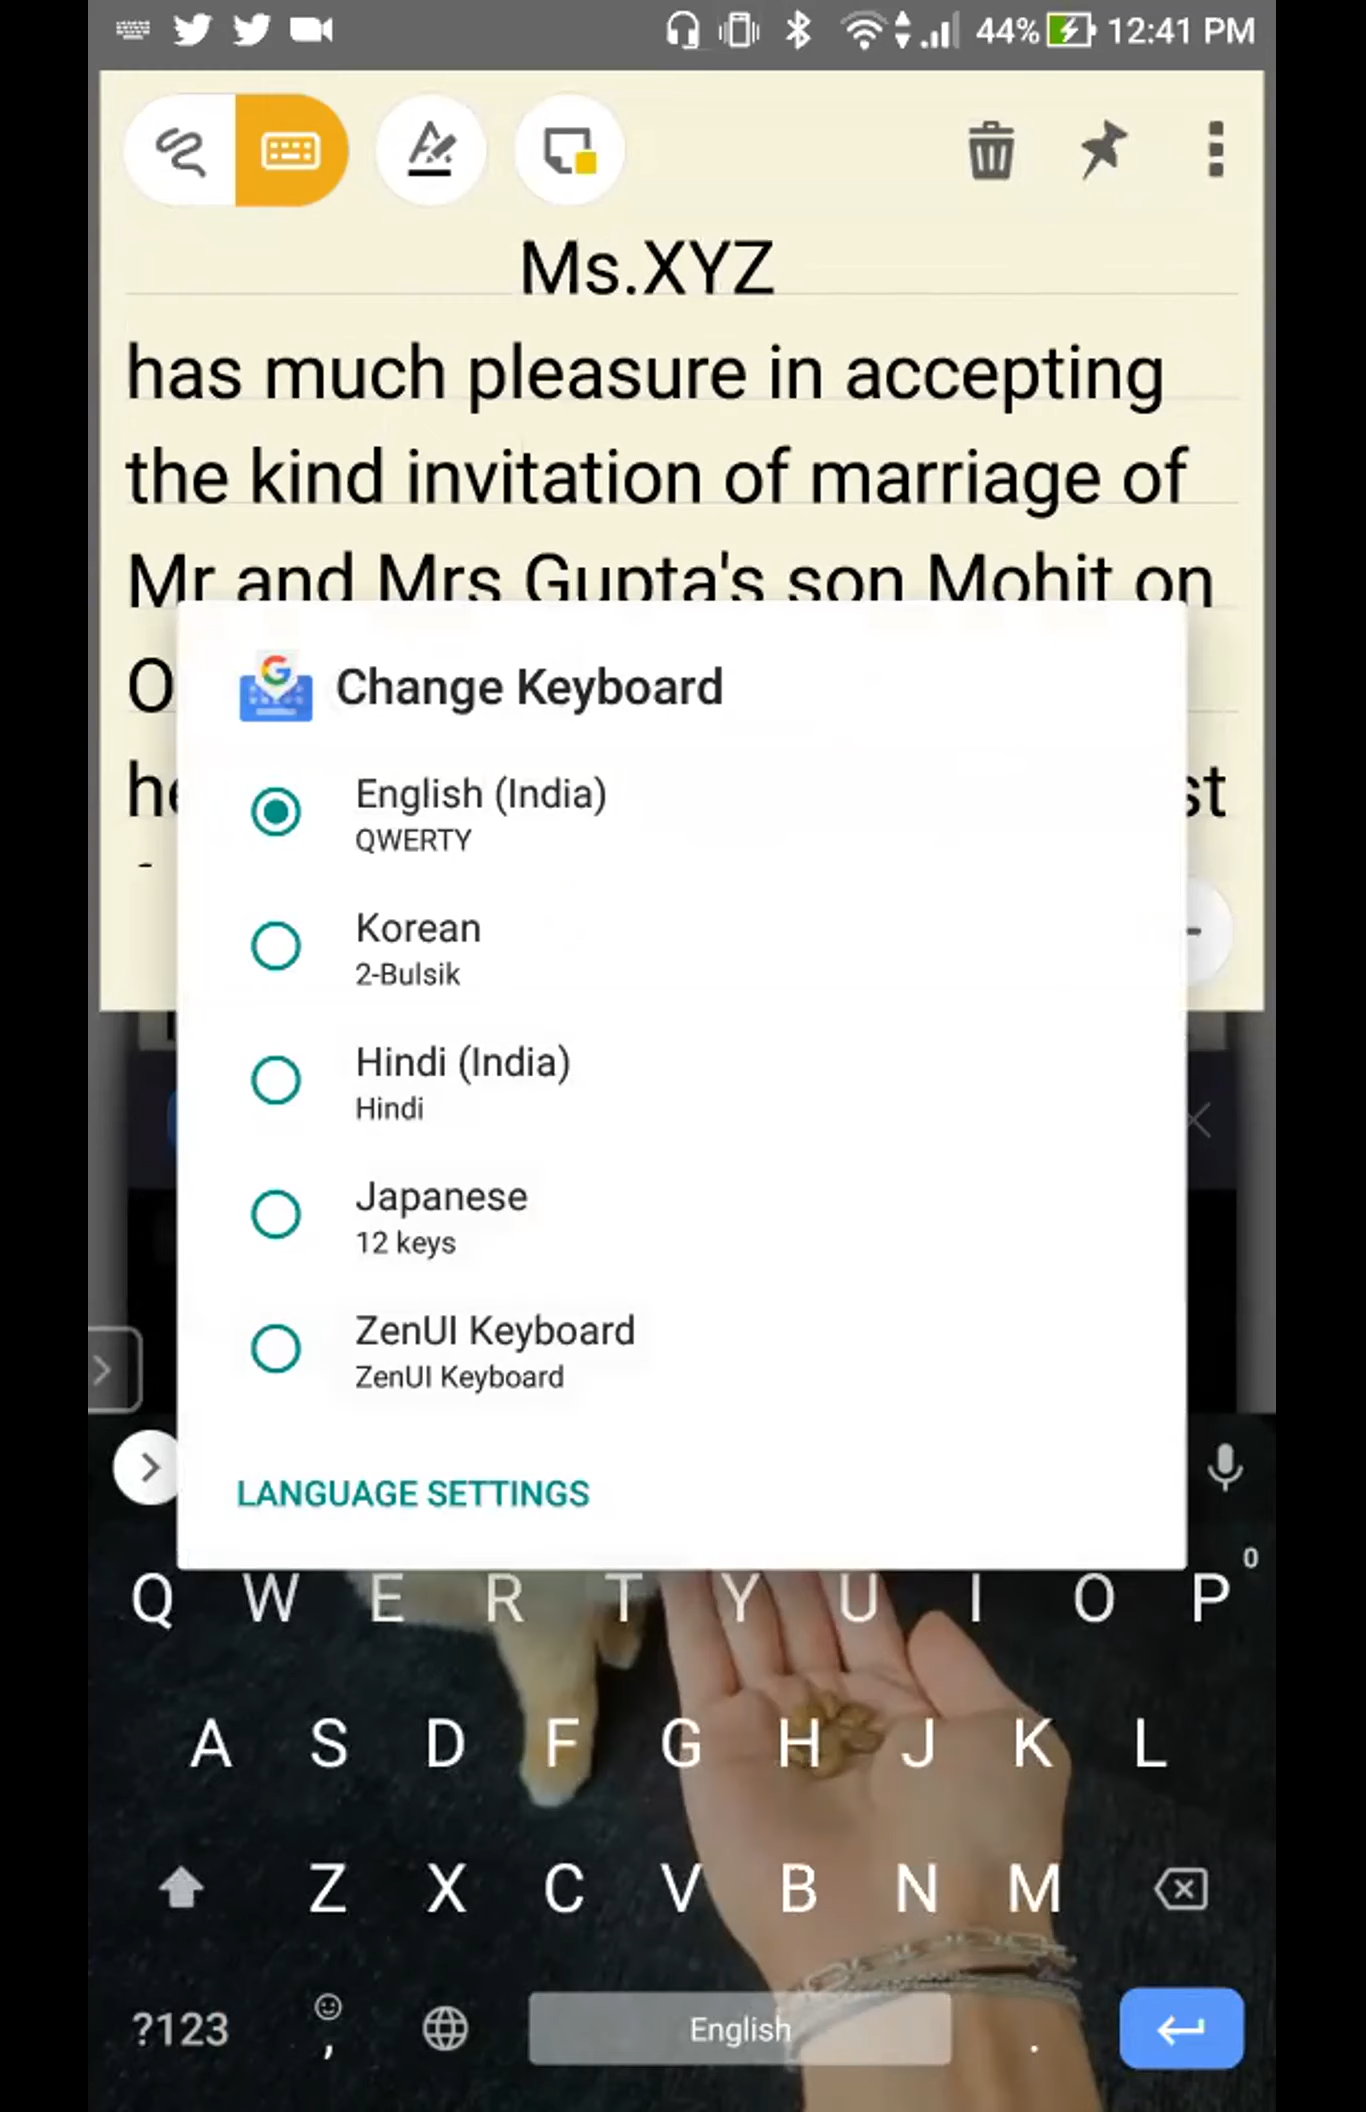 44% 12:41 PM
Ms.XYZ
has much pleasure in accepting
the kind invitation of marriage of
Mr and Mrs Gupta's son Mohit on
Change Keyboard
English (India)
QWERTY
Korean
2-Bulsik
Hindi (India)
Hindi
Japanese
12 keys
ZenUI Keyboard
ZenUI Keyboard
LANGUAGE SETTINGS
0
Q W E R T Y U I O P
A S D F G H J K L
Z X C V B N M
?123 , English .